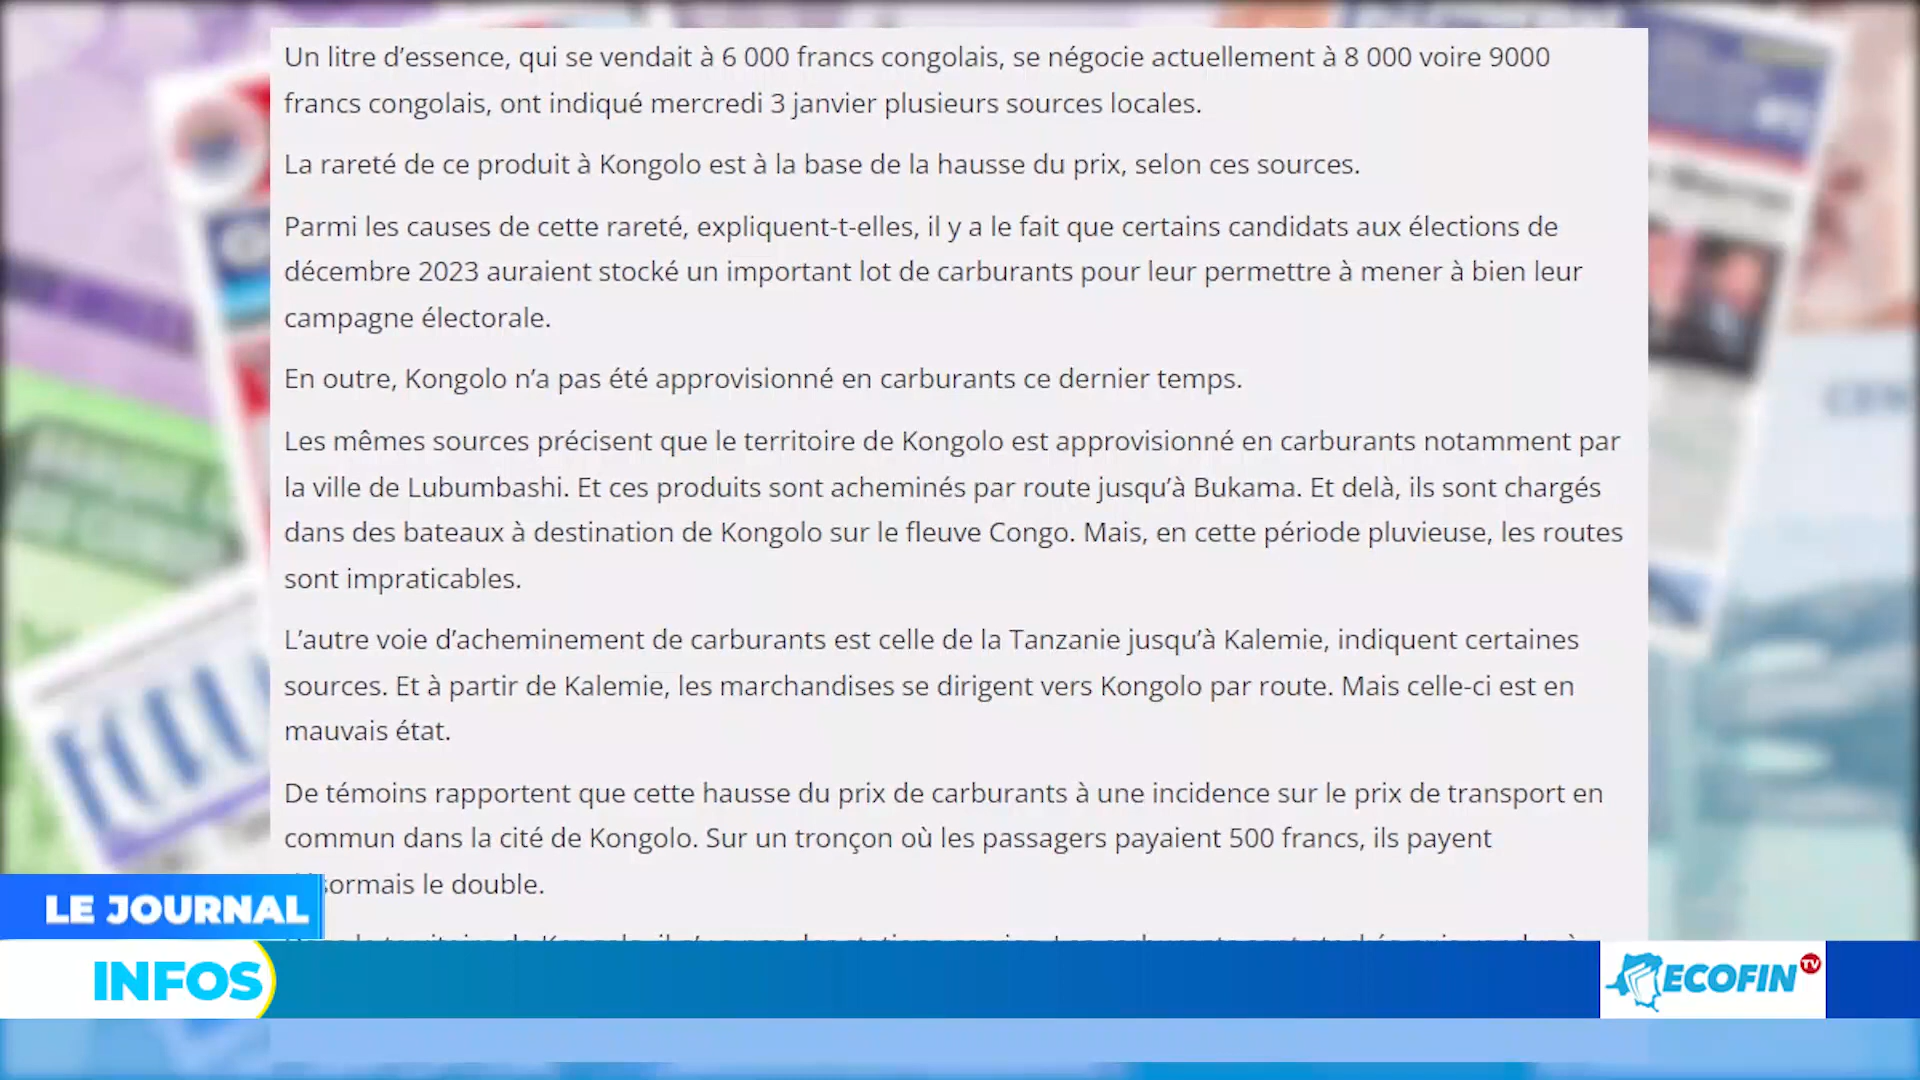 Un litre d’essence, qui se vendait à 6 000 francs congolais, se négocie actuellement à 8 000 voire 9000
francs congolais, ont indiqué mercredi 3 janvier plusieurs sources locales.
La rareté de ce produit à Kongolo est à la base de la hausse du prix, selon ces sources.
Parmi les causes de cette rareté, expliquent-t-elles, il y a le fait que certains candidats aux élections de
décembre 2023 auraient stocké un important lot de carburants pour leur permettre à mener à bien leur
campagne électorale.
En outre, Kongolo n’a pas été approvisionné en carburants ce dernier temps.
Les mêmes sources précisent que le territoire de Kongolo est approvisionné en carburants notamment par
la ville de Lubumbashi. Et ces produits sont acheminés par route jusqu’à Bukama. Et delà, ils sont chargés
dans des bateaux à destination de Kongolo sur le fleuve Congo. Mais, en cette période pluvieuse, les routes
sont impraticables.
L’autre voie d’acheminement de carburants est celle de la Tanzanie jusqu’à Kalemie, indiquent certaines
sources. Et à partir de Kalemie, les marchandises se dirigent vers Kongolo par route. Mais celle-ci est en
mauvais état.
De témoins rapportent que cette hausse du prix de carburants à une incidence sur le prix de transport en
commun dans la cité de Kongolo. Sur un tronçon où les passagers payaient 500 francs, ils payent
sormais le double.
LE JOURNAL
INFOS
ECOFIN TV